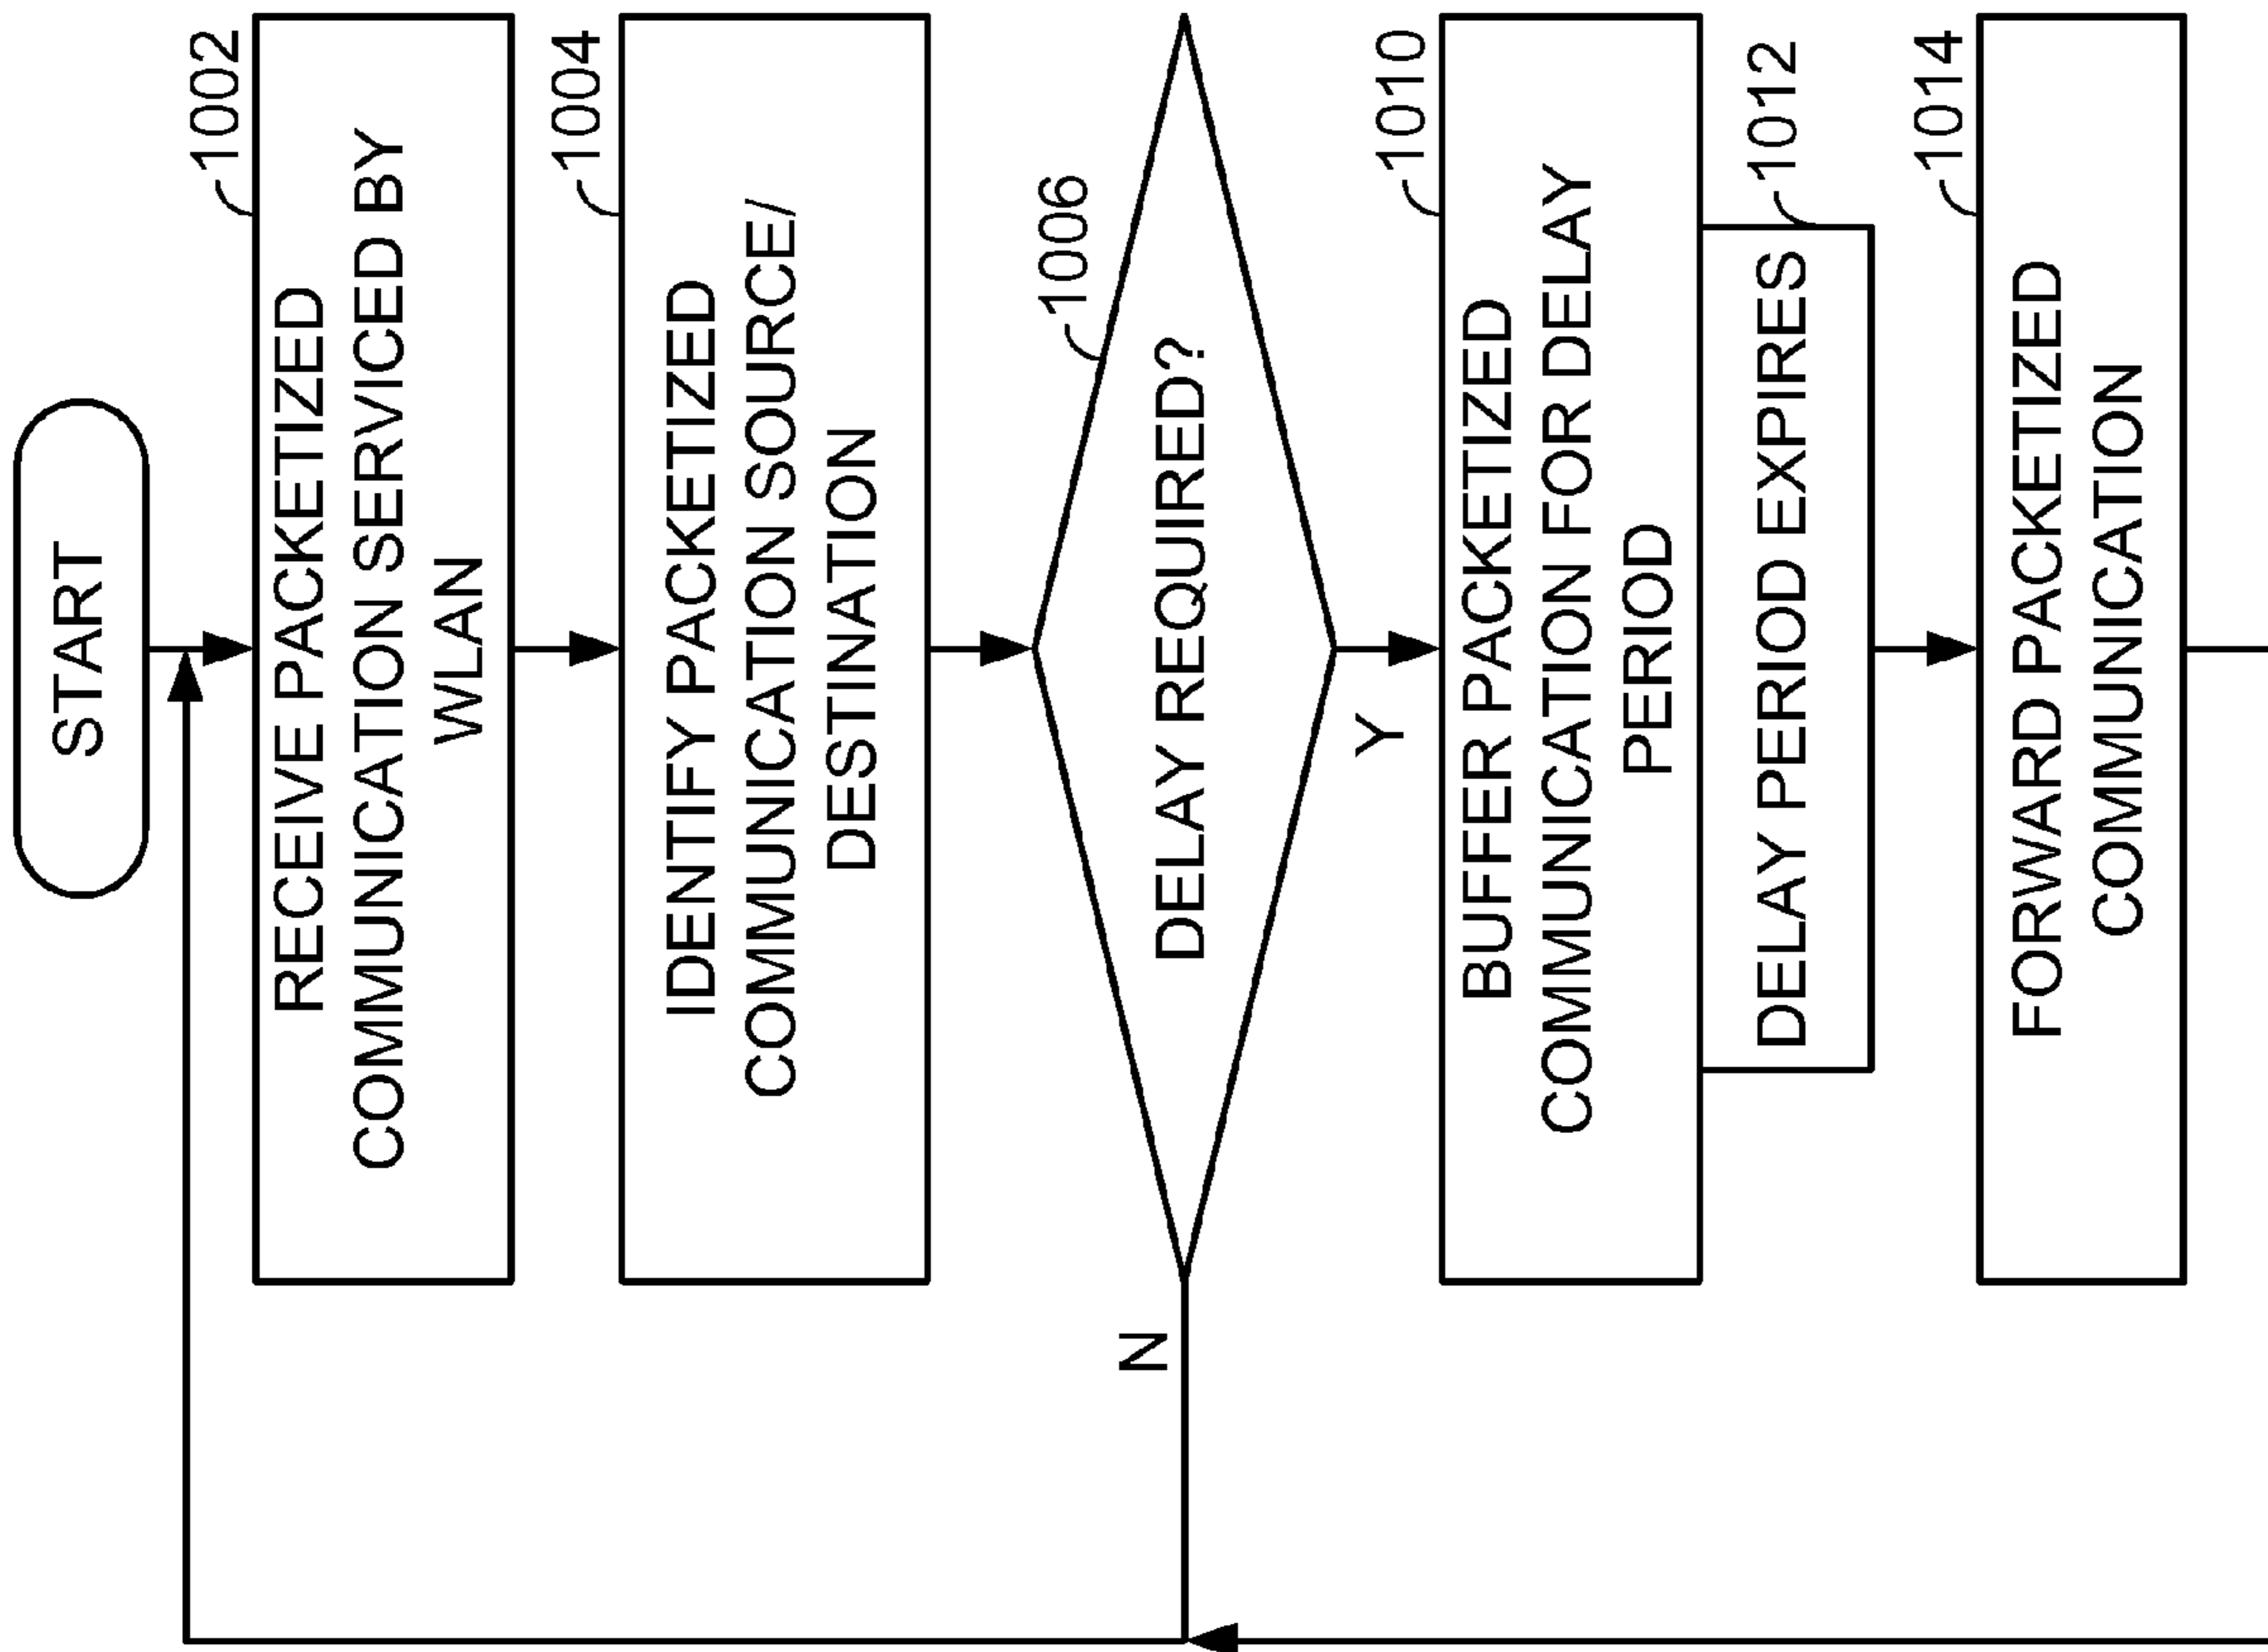 START
1002
RECEIVE PACKETIZED
COMMUNICATION SERVICED BY
WLAN
1004
IDENTIFY PACKETIZED
COMMUNICATION SOURCE/
DESTINATION
1006
DELAY REQUIRED?
N
Y
1010
BUFFER PACKETIZED
COMMUNICATION FOR DELAY
PERIOD
1012
DELAY PERIOD EXPIRES
1014
FORWARD PACKETIZED
COMMUNICATION